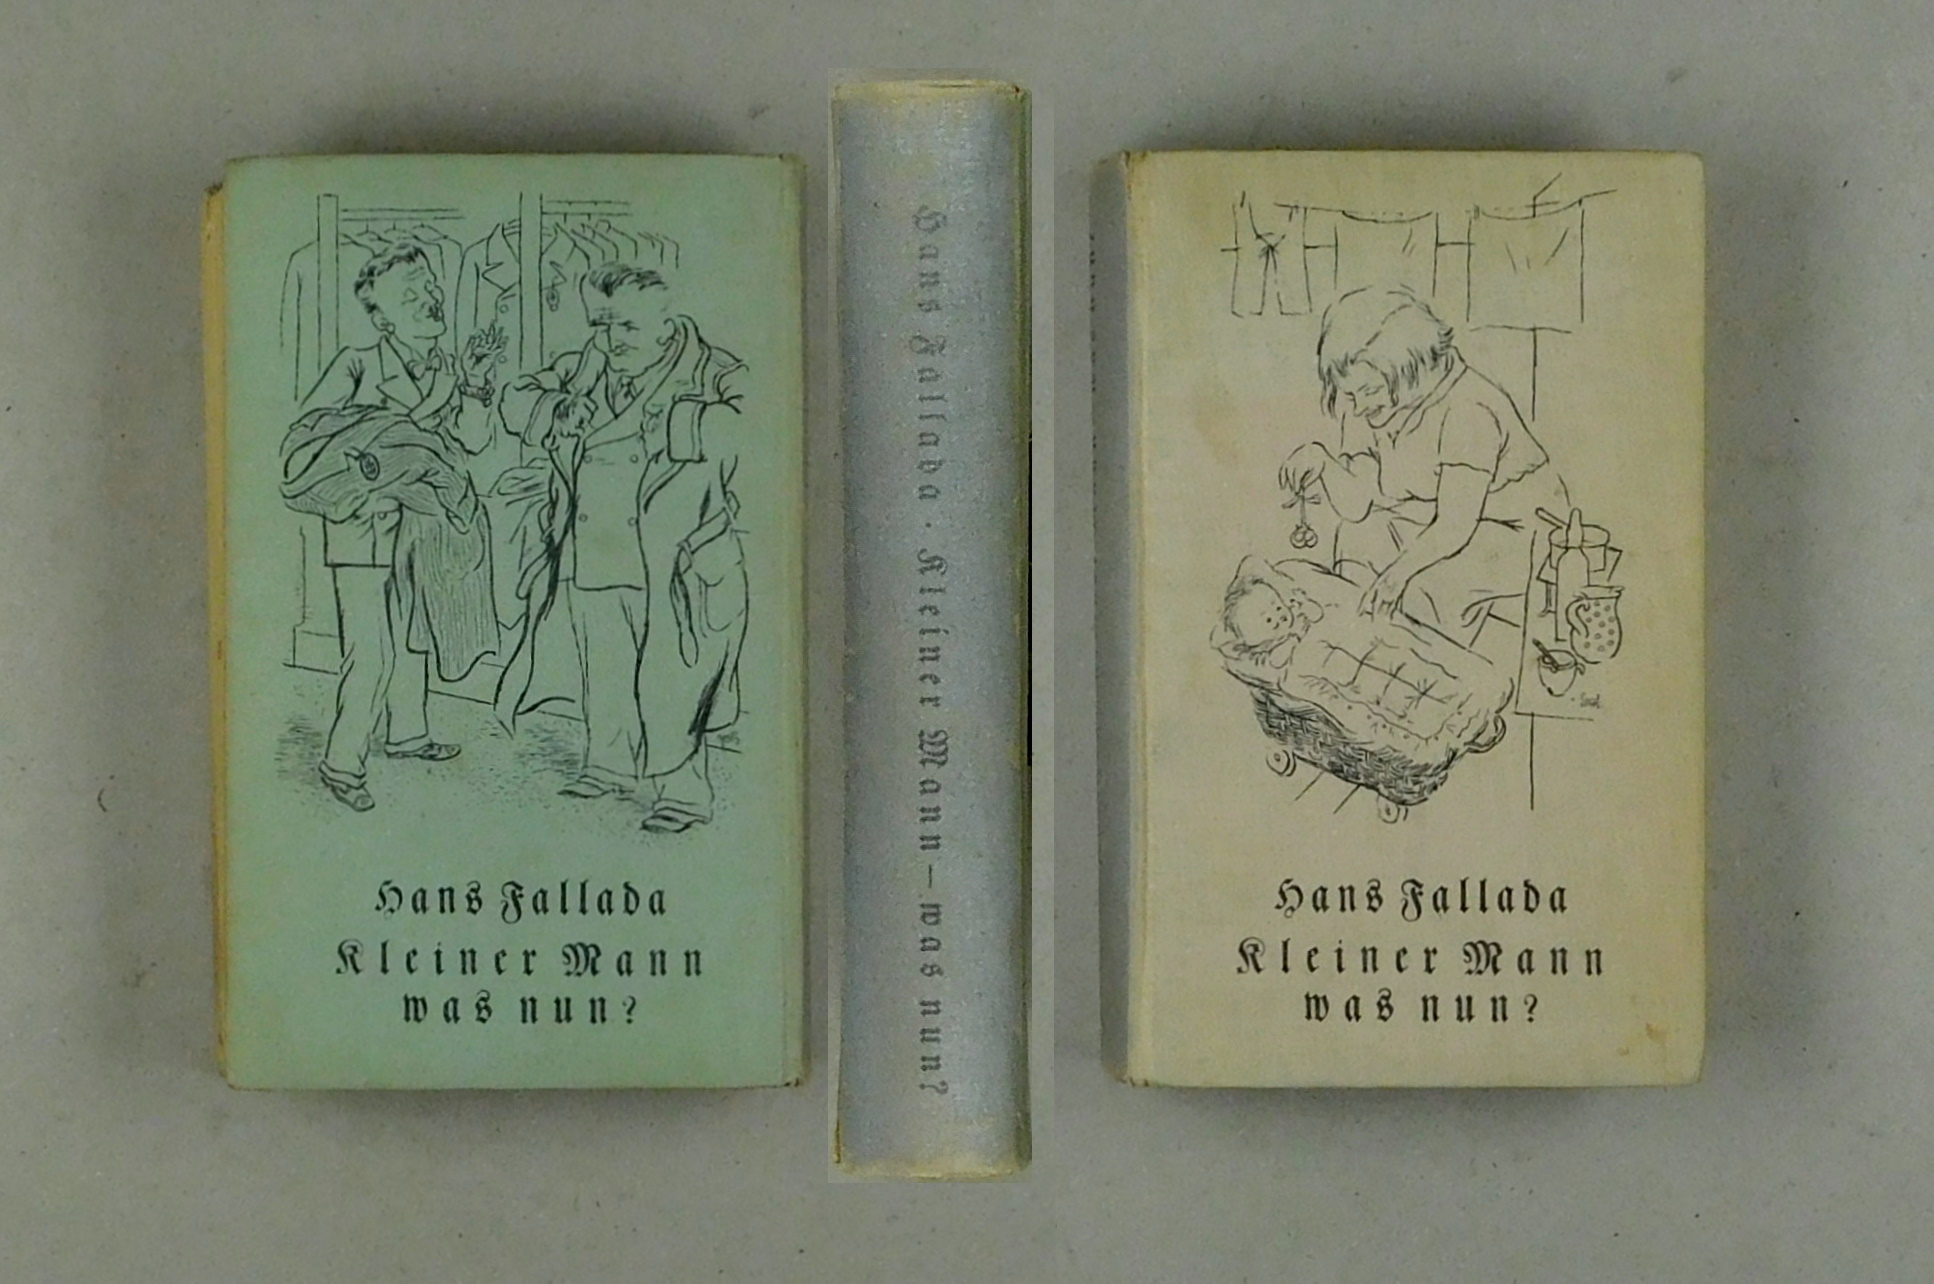 Hans Fallada
Kleiner Mann
was nun?
Hans Fallada · Kleiner Mann – was nun?
Hans Fallada
Kleiner Mann
was nun?